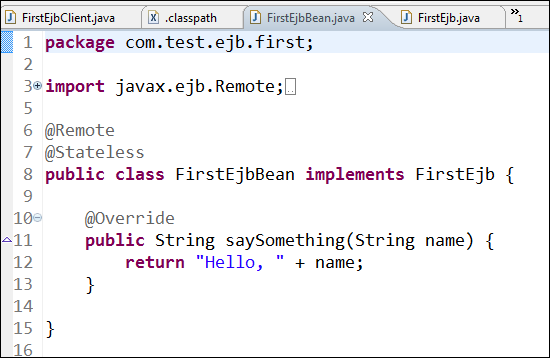 FirstEjbClient.java .classpath FirstEjbBean.java FirstEjb.java »1
1 package com.test.ejb.first;
2
3 import javax.ejb.Remote;
5
6 @Remote
7 @Stateless
8 public class FirstEjbBean implements FirstEjb {
9
10 @Override
11 public String saySomething(String name) {
12 return "Hello, " + name;
13 }
14
15 }
16